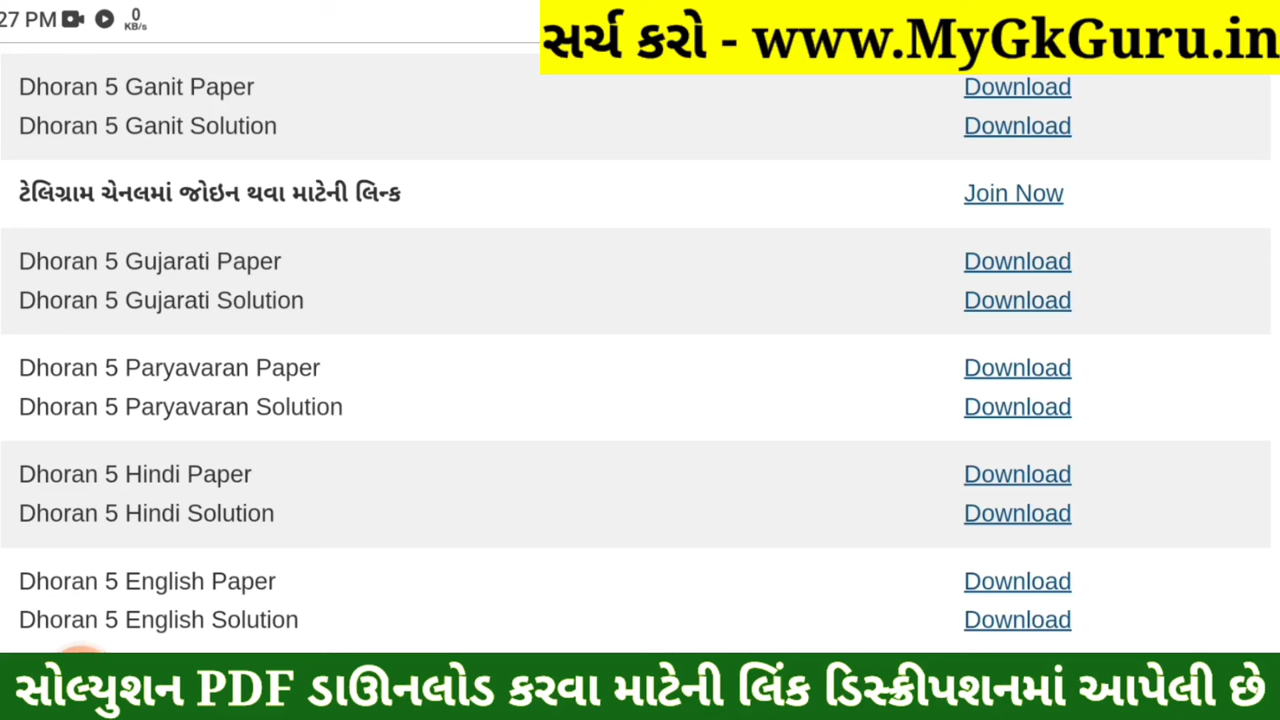 27 PM 0 KB/s
સર્ચ કરો - www.MyGkGuru.in
Dhoran 5 Ganit Paper Download
Dhoran 5 Ganit Solution Download
ટેલિગ્રામ ચેનલમાં જોઇન થવા માટેની લિન્ક Join Now
Dhoran 5 Gujarati Paper Download
Dhoran 5 Gujarati Solution Download
Dhoran 5 Paryavaran Paper Download
Dhoran 5 Paryavaran Solution Download
Dhoran 5 Hindi Paper Download
Dhoran 5 Hindi Solution Download
Dhoran 5 English Paper Download
Dhoran 5 English Solution Download
સોલ્યુશન PDF ડાઊનલોડ કરવા માટેની લિંક ડિસ્ક્રીપશનમાં આપેલી છે